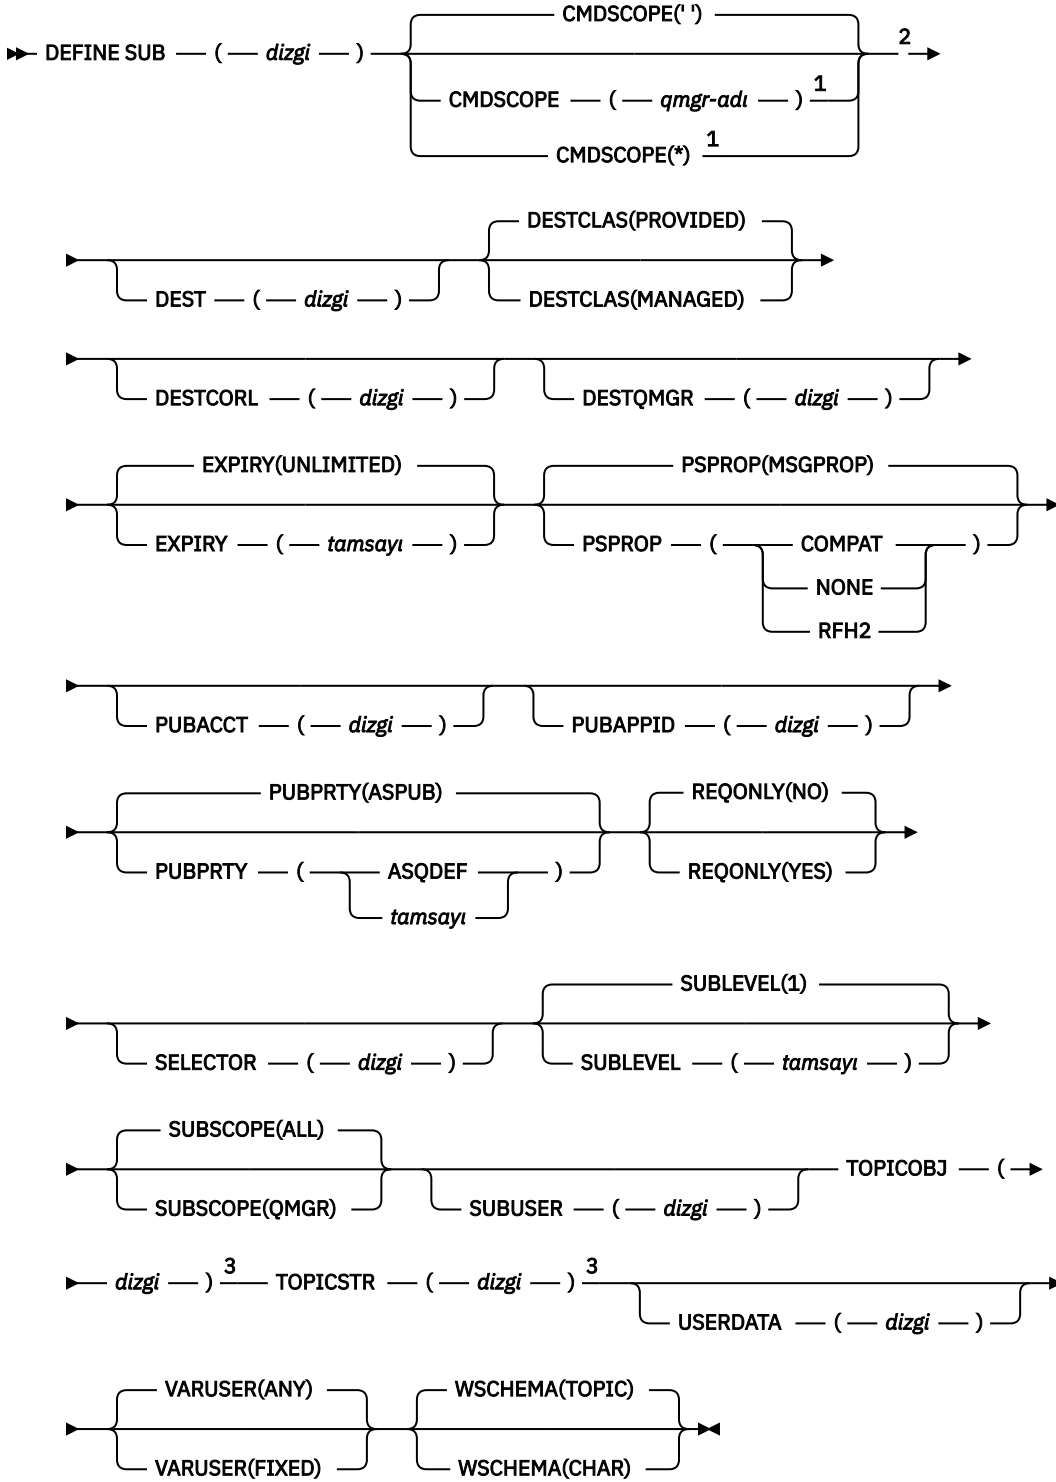 CMDSCOPE(' ')
DEFINE SUB ( dizgi ) 2
CMDSCOPE ( qmgr-adı ) 1
CMDSCOPE(*) 1
DESTCLAS(PROVIDED)
DEST ( dizgi ) DESTCLAS(MANAGED)
DESTCORL ( dizgi ) DESTQMGR ( dizgi )
EXPIRY(UNLIMITED) PSPROP(MSGPROP)
EXPIRY ( tamsayı ) PSPROP ( COMPAT )
NONE
RFH2
PUBACCT ( dizgi ) PUBAPPID ( dizgi )
PUBPRTY(ASPUB) REQONLY(NO)
PUBPRTY ( ASQDEF ) REQONLY(YES)
tamsayı
SUBLEVEL(1)
SELECTOR ( dizgi ) SUBLEVEL ( tamsayı )
SUBSCOPE(ALL)
TOPICOBJ (
SUBSCOPE(QMGR) SUBUSER ( dizgi )
dizgi ) 3 TOPICSTR ( dizgi ) 3
USERDATA ( dizgi )
VARUSER(ANY) WSCHEMA(TOPIC)
VARUSER(FIXED) WSCHEMA(CHAR)